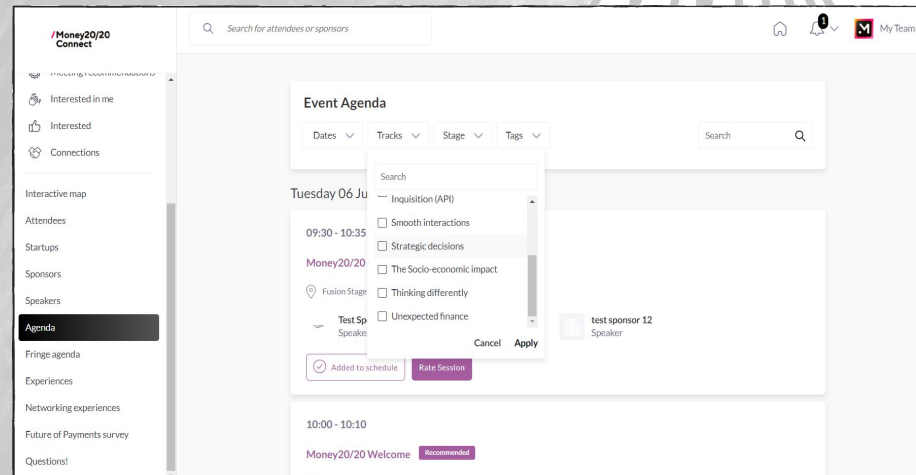 /Money20/20
Connect
Search for attendees or sponsors
1
My Team
Meeting recommendations
Interested in me
Interested
Connections
Interactive map
Attendees
Startups
Sponsors
Speakers
Agenda
Fringe agenda
Experiences
Networking experiences
Future of Payments survey
Questions!
Event Agenda
Dates
Tracks
Stage
Tags
Search
Search
Inquisition (API)
Smooth interactions
Strategic decisions
The Socio-economic impact
Thinking differently
Unexpected finance
Cancel Apply
Tuesday 06 Ju
09:30 - 10:35
Money20/20
Fusion Stage
Test Sp
Speake
test sponsor 12
Speaker
Added to schedule
Rate Session
10:00 - 10:10
Money20/20 Welcome Recommended